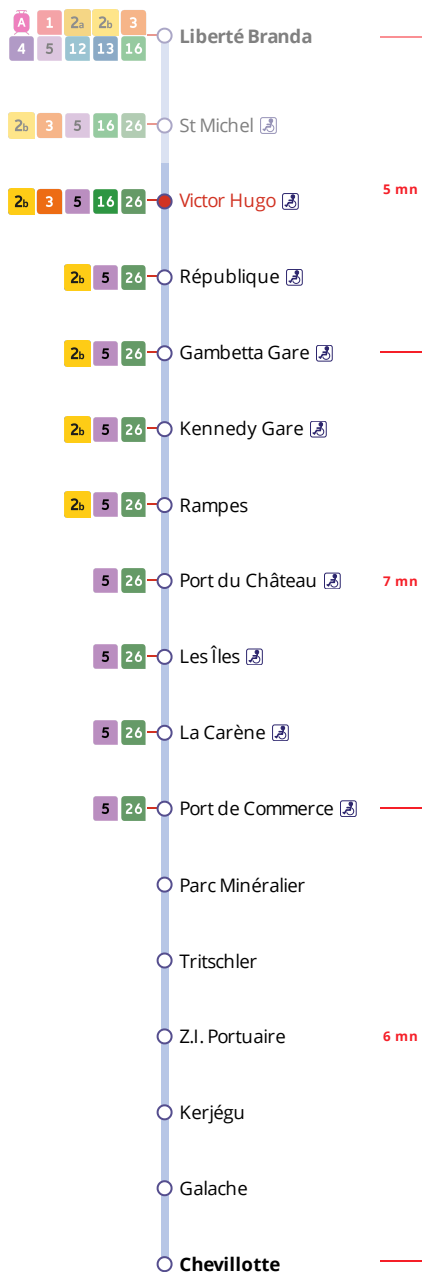 A 1 2a 2b 3
4 5 12 13 16
Liberté Branda
2b 3 5 16 26 St Michel
5 mn
2b 3 5 16 26 Victor Hugo
2b 5 26 République
2b 5 26 Gambetta Gare
2b 5 26 Kennedy Gare
2b 5 26 Rampes
5 26 Port du Château
7 mn
5 26 Les Îles
5 26 La Carène
5 26 Port de Commerce
Parc Minéralier
Tritschler
Z.I. Portuaire
6 mn
Kerjégu
Galache
Chevillotte